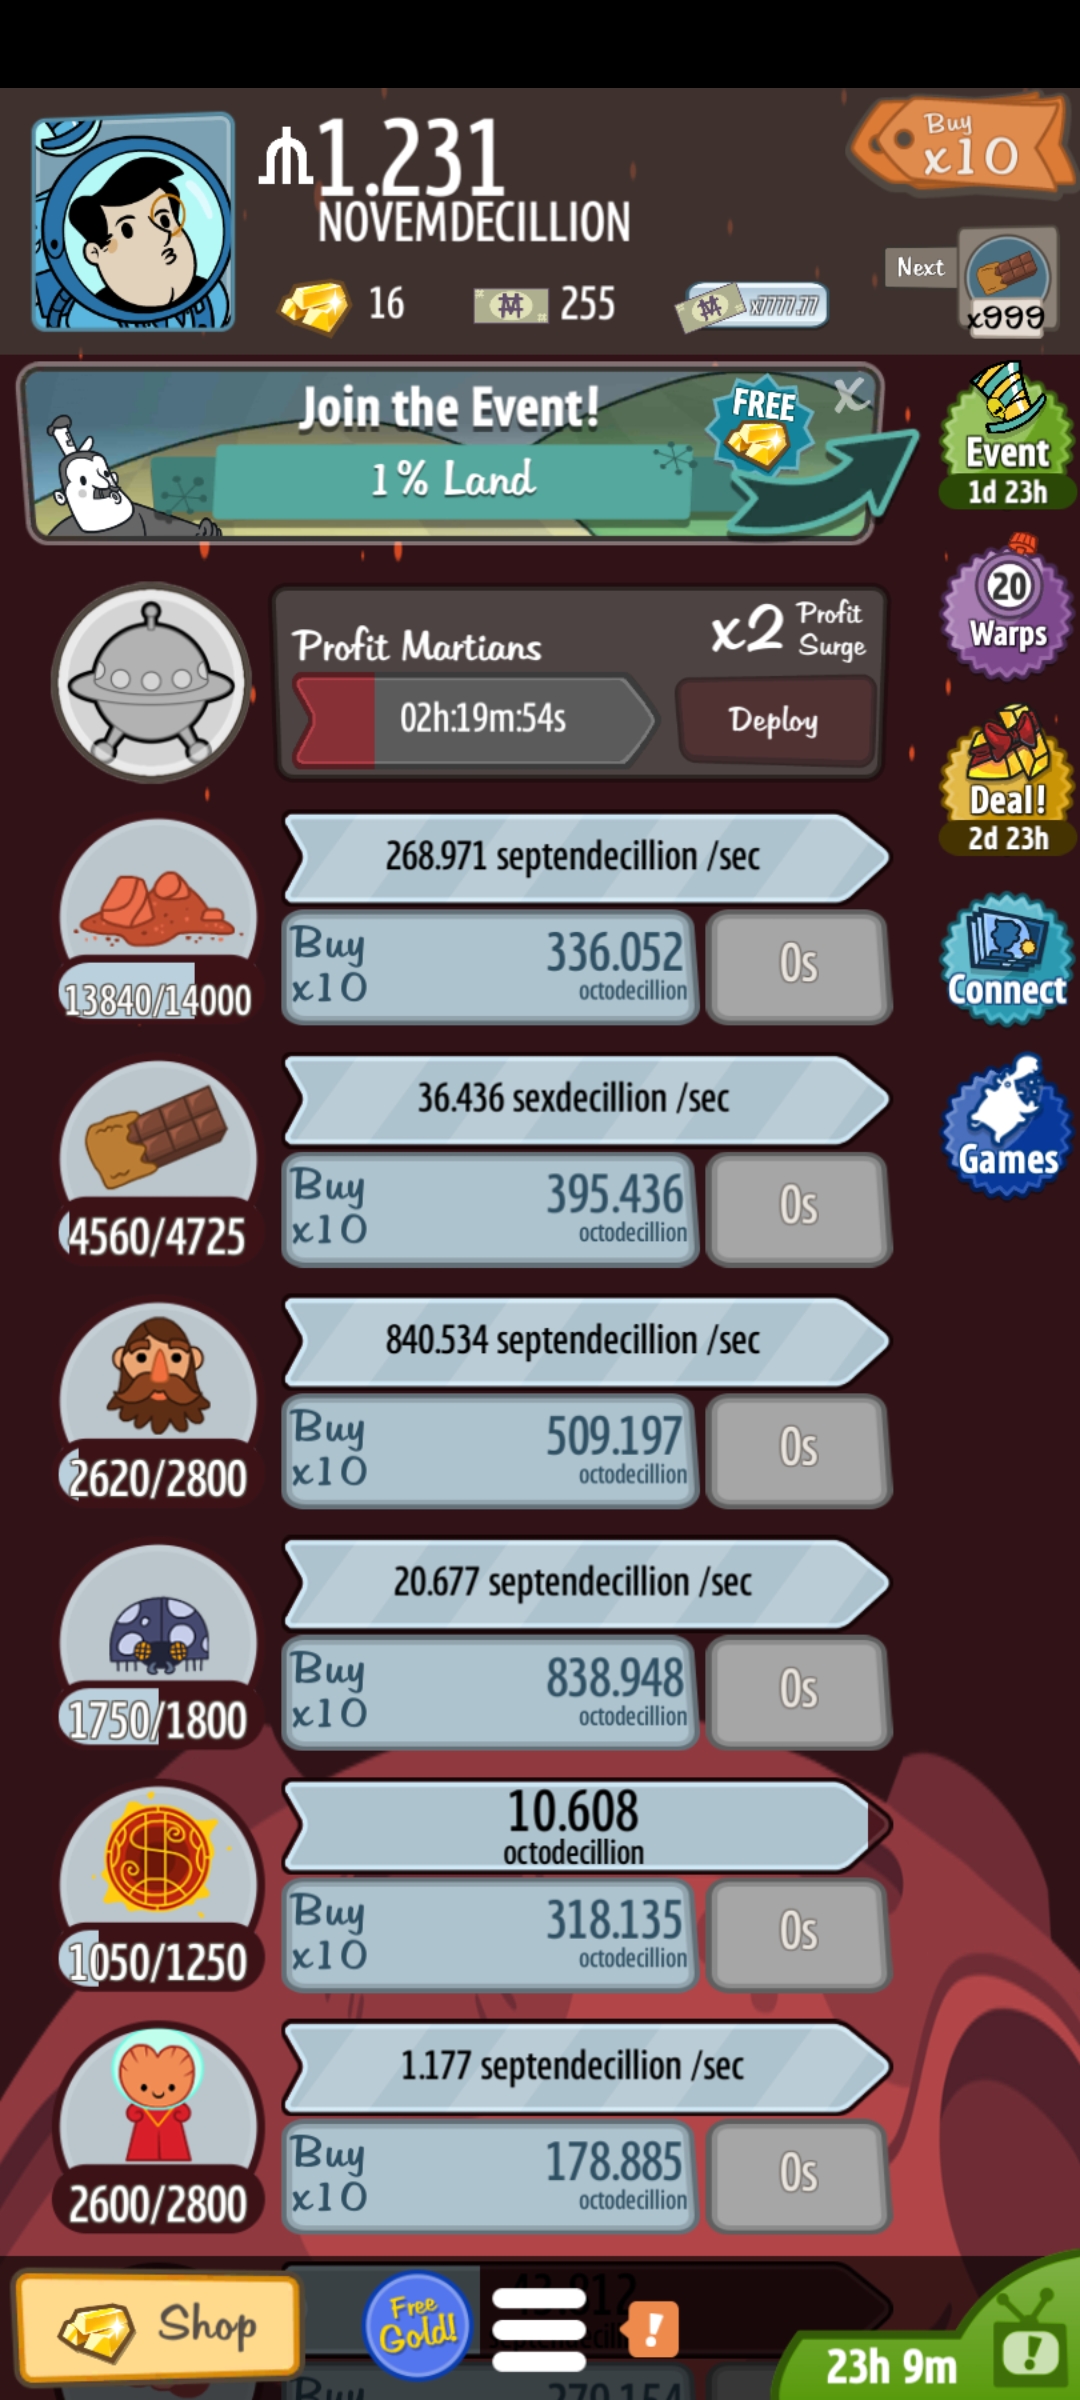 1.231
NOVEMDECILLION
Buy
x10
16
255
x7777.77
Next
x999
Join the Event!
1% Land
FREE
Event
1d 23h
Profit Martians
x2 Profit Surge
02h:19m:54s
Deploy
20
Warps
Deal!
2d 23h
268.971 septendecillion /sec
Buy x10
336.052
octodecillion
0s
13840/14000
Connect
36.436 sexdecillion /sec
Buy x10
395.436
octodecillion
0s
4560/4725
Games
840.534 septendecillion /sec
Buy x10
509.197
octodecillion
0s
2620/2800
20.677 septendecillion /sec
Buy x10
838.948
octodecillion
0s
1750/1800
10.608
octodecillion
Buy x10
318.135
octodecillion
0s
1050/1250
1.177 septendecillion /sec
Buy x10
178.885
octodecillion
0s
2600/2800
Shop
Free Gold!
!
23h 9m
!